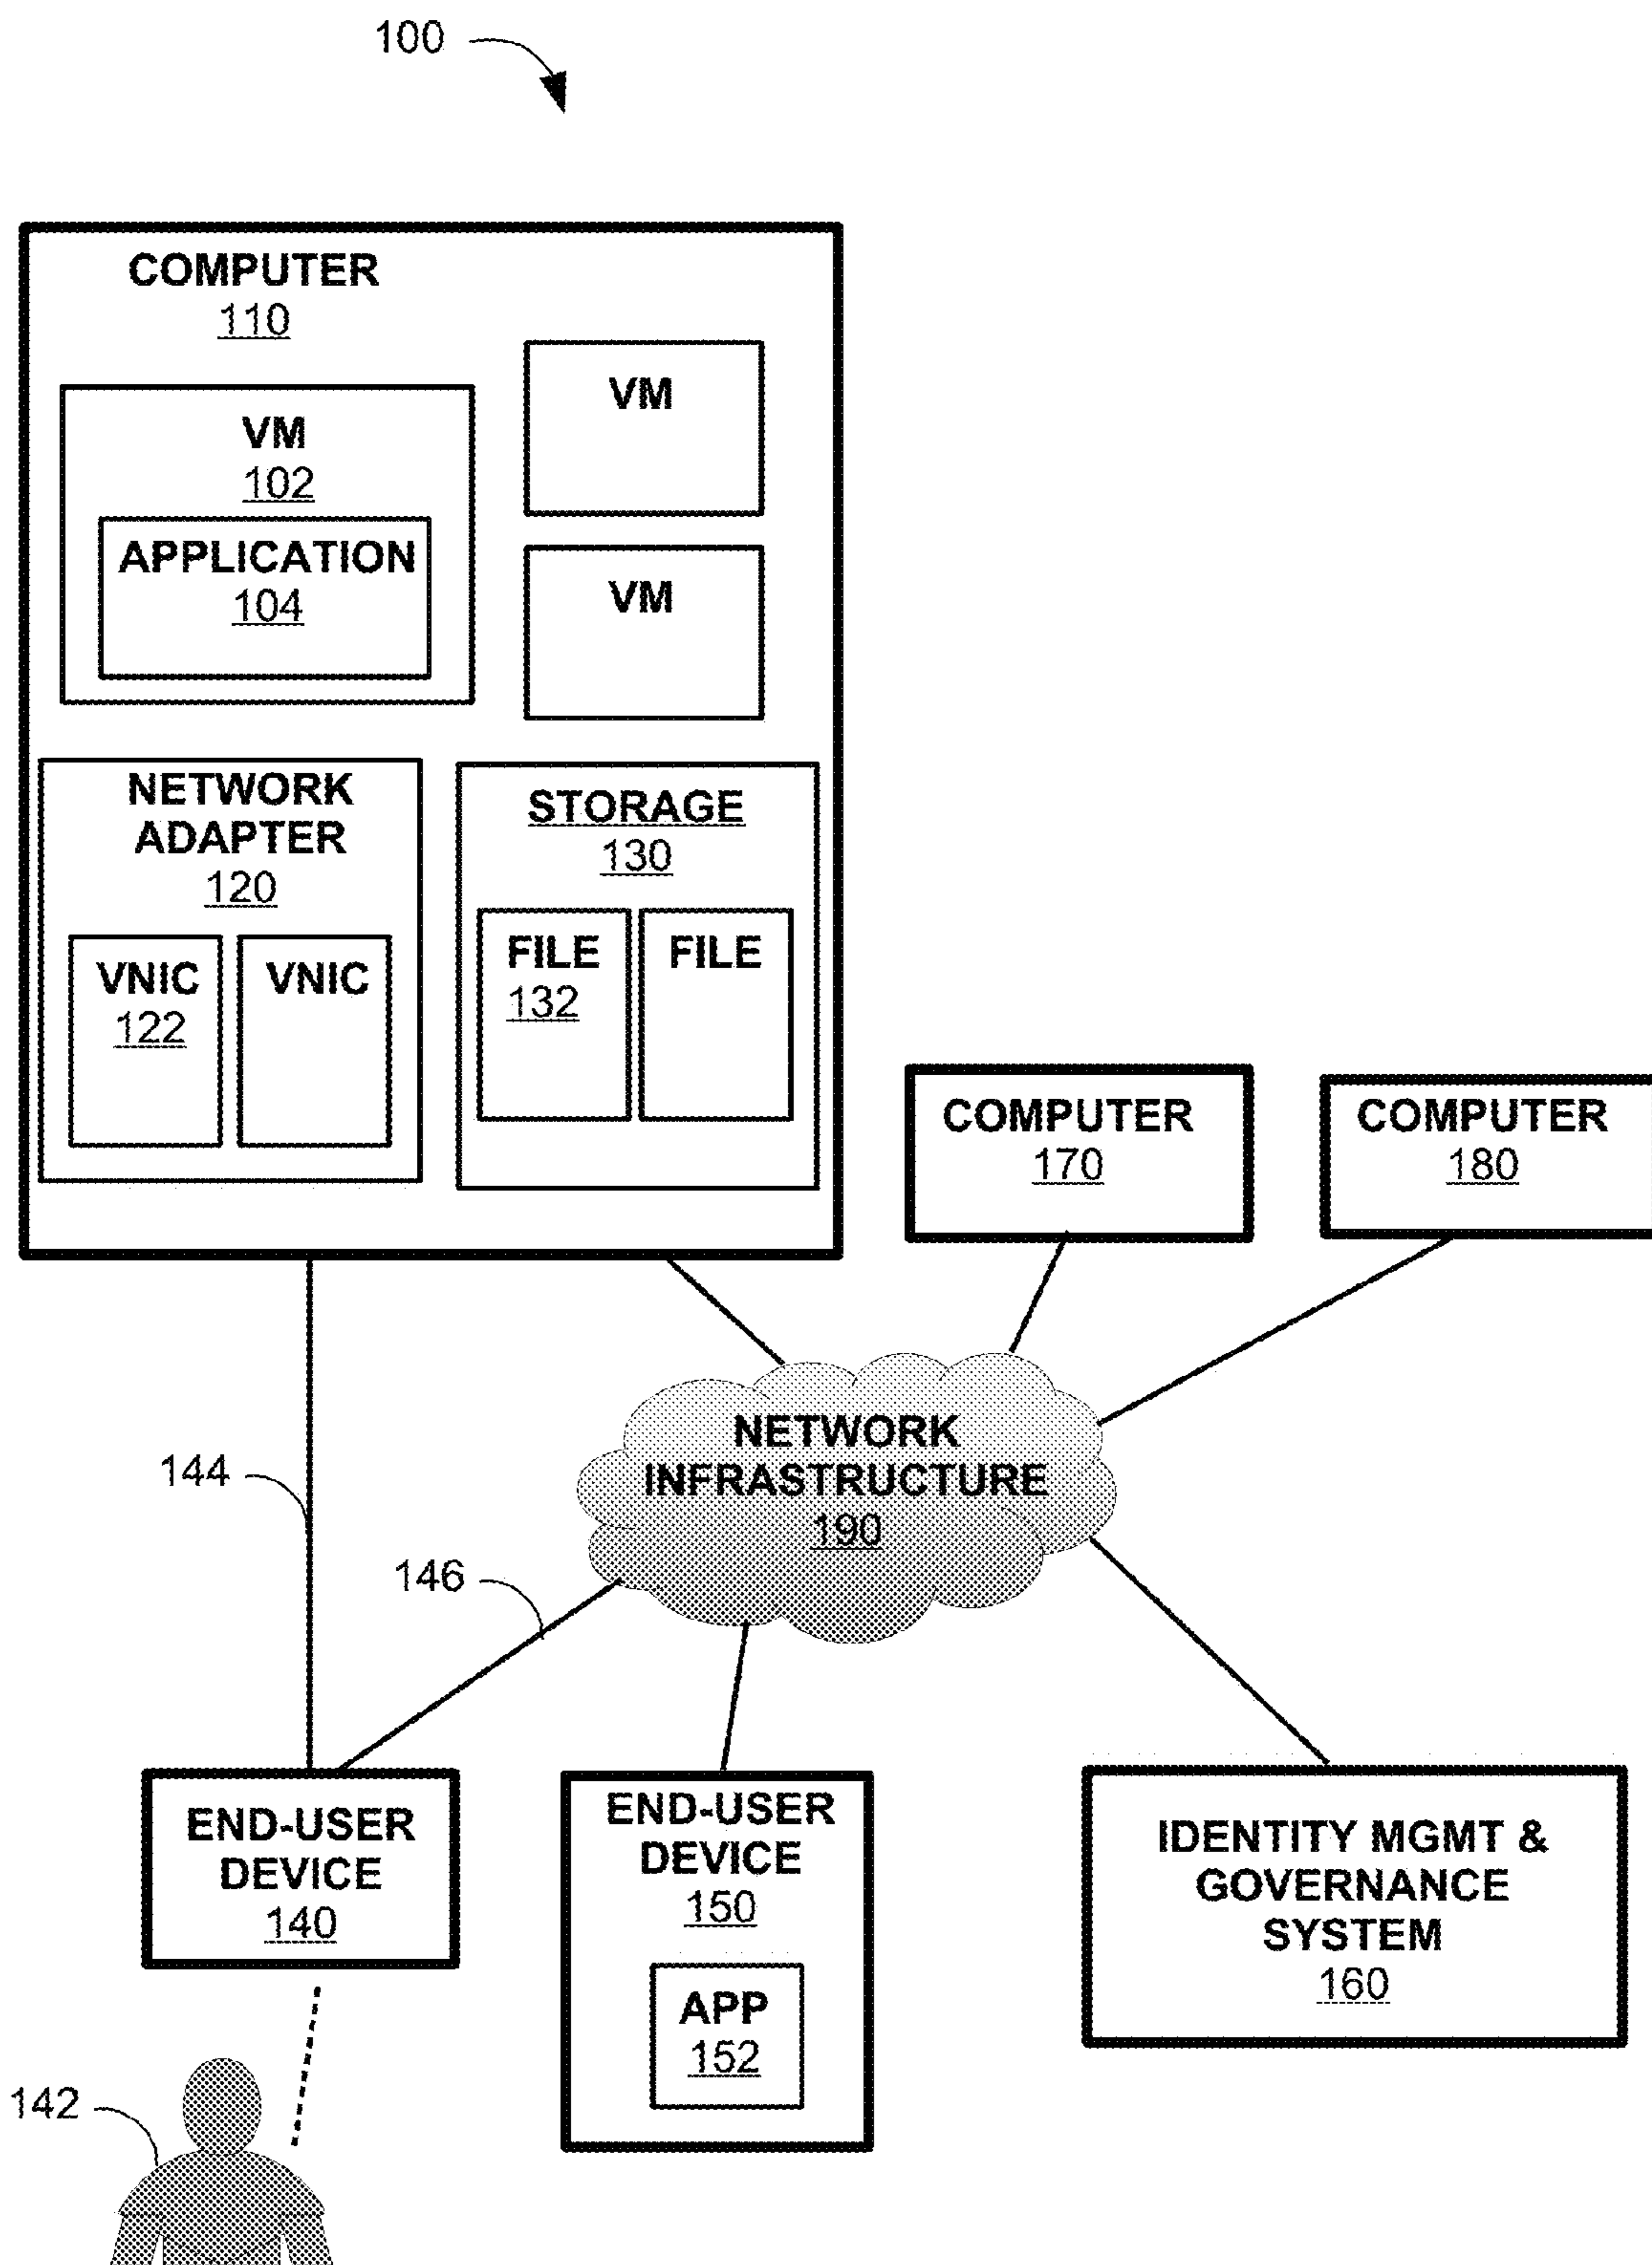 100
COMPUTER
110
VM
102
APPLICATION
104
VM
VM
NETWORK
ADAPTER
120
VNIC
122
VNIC
STORAGE
130
FILE
132
FILE
COMPUTER
170
COMPUTER
180
NETWORK
INFRASTRUCTURE
190
144
146
END-USER
DEVICE
140
END-USER
DEVICE
150
APP
152
IDENTITY MGMT &
GOVERNANCE
SYSTEM
160
142